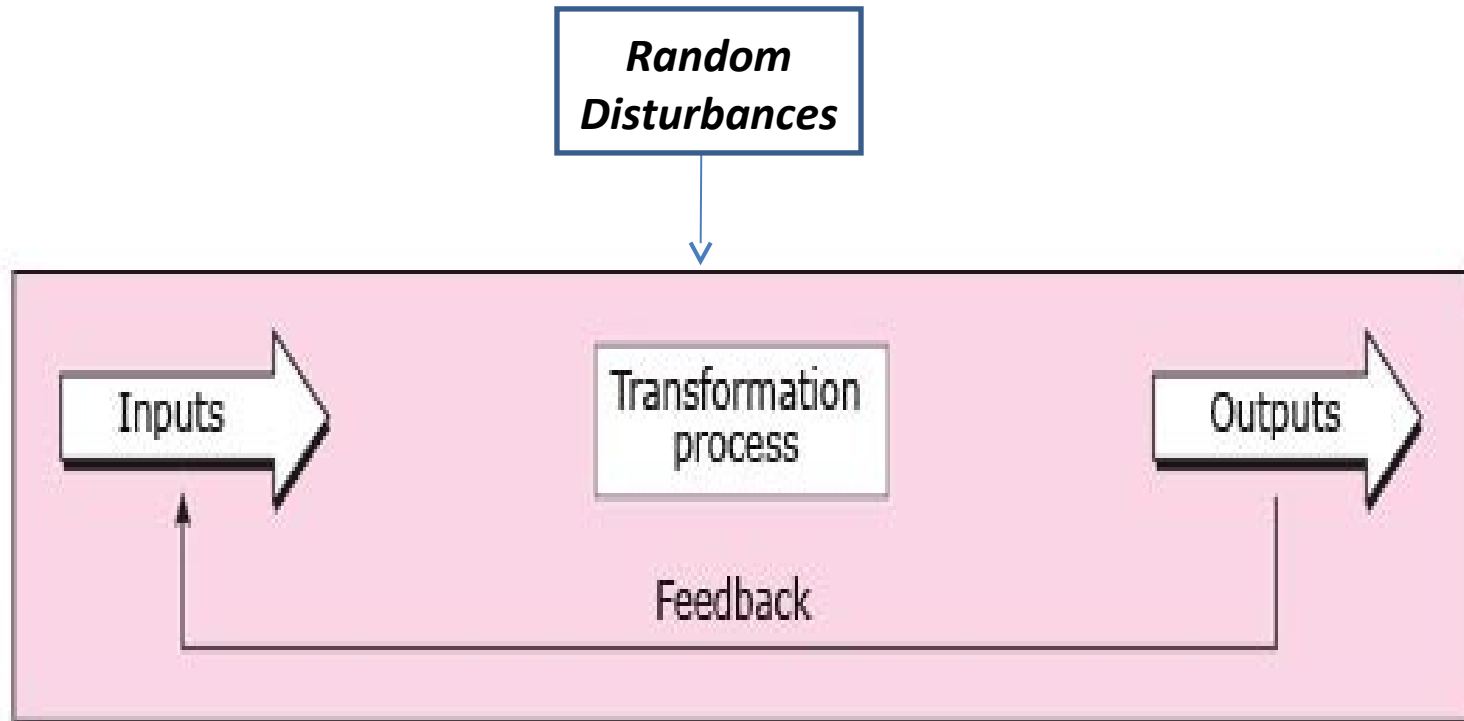 Random
Disturbances
Inputs
Transformation
process
Outputs
Feedback